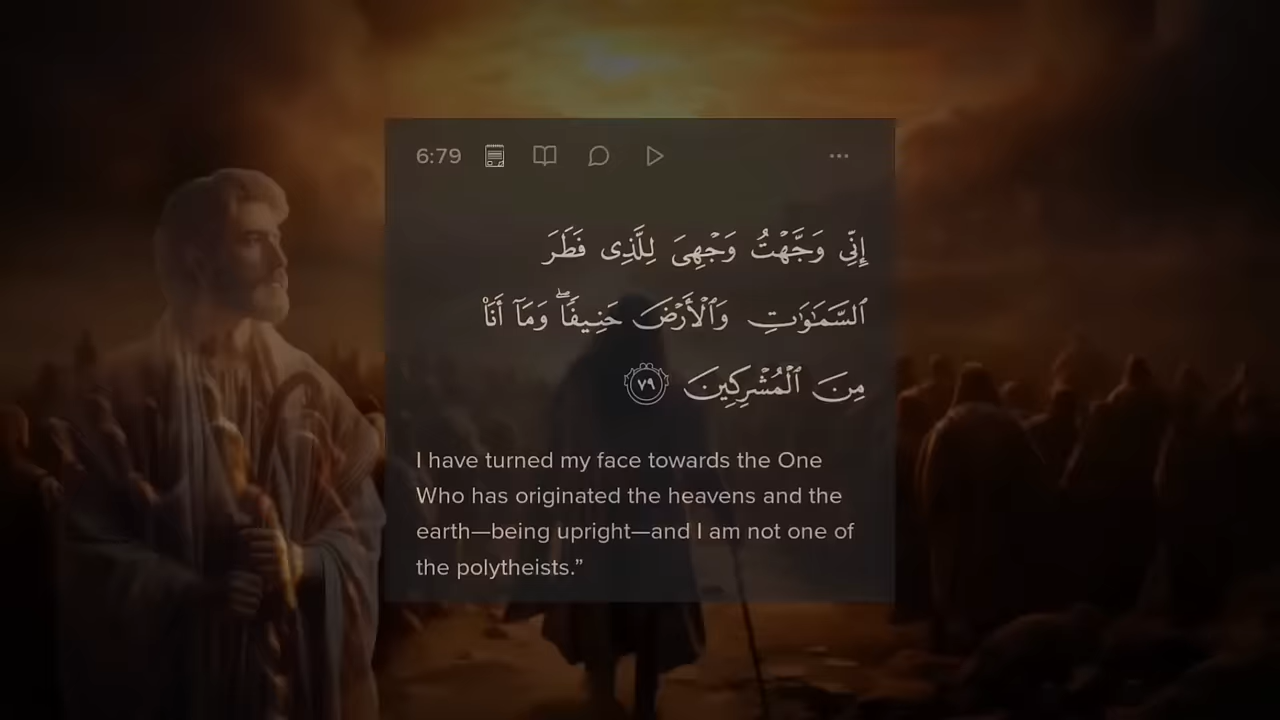 6:79
إِنِّى وَجَّهْتُ وَجْهِىَ لِلَّذِى فَطَرَ
ٱلسَّمَـٰوَٰتِ وَٱلْأَرْضَ حَنِيفًۭا ۖ وَمَآ أَنَا۠
مِنَ ٱلْمُشْرِكِينَ ٧٩
I have turned my face towards the One
Who has originated the heavens and the
earth—being upright—and I am not one of
the polytheists.”